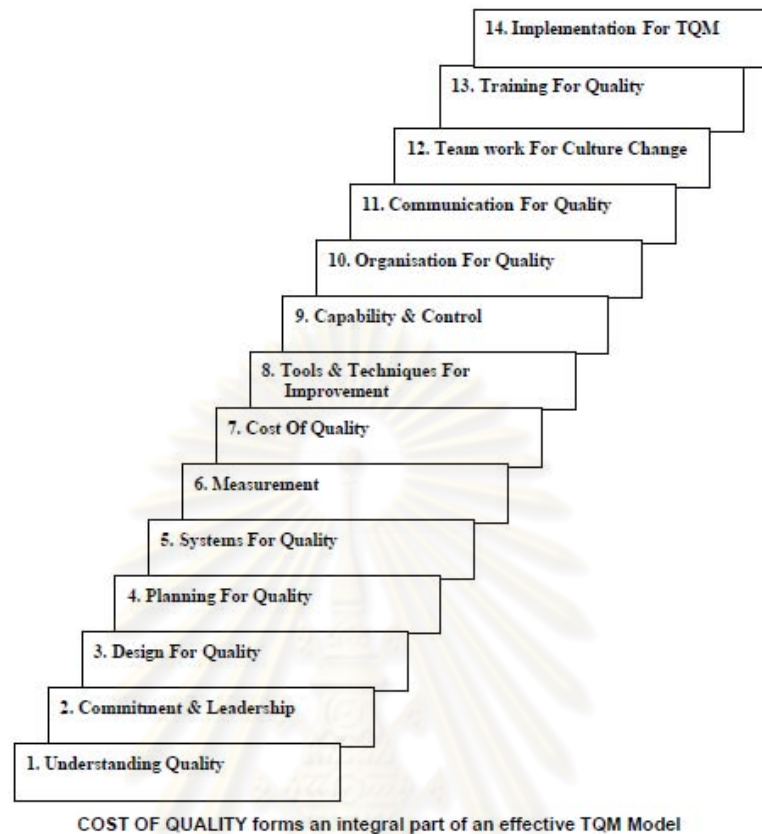 14. Implementation For TQM
13. Training For Quality
12. Team work For Culture Change
11. Communication For Quality
10. Organisation For Quality
9. Capability & Control
8. Tools & Techniques For
Improvement
7. Cost Of Quality
6. Measurement
5. Systems For Quality
4. Planning For Quality
3. Design For Quality
2. Commitment & Leadership
1. Understanding Quality
COST OF QUALITY forms an integral part of an effective TQM Model